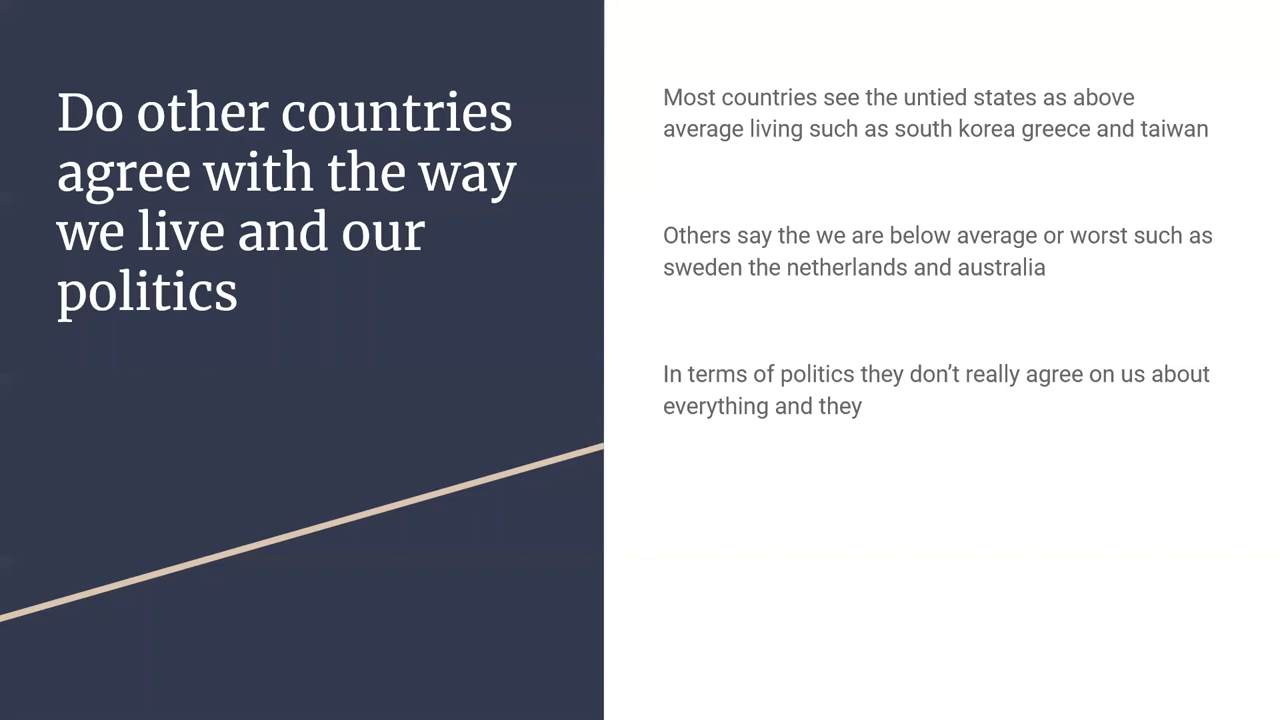 Do other countries
agree with the way
we live and our
politics
Most countries see the untied states as above
average living such as south korea greece and taiwan
Others say the we are below average or worst such as
sweden the netherlands and australia
In terms of politics they don’t really agree on us about
everything and they